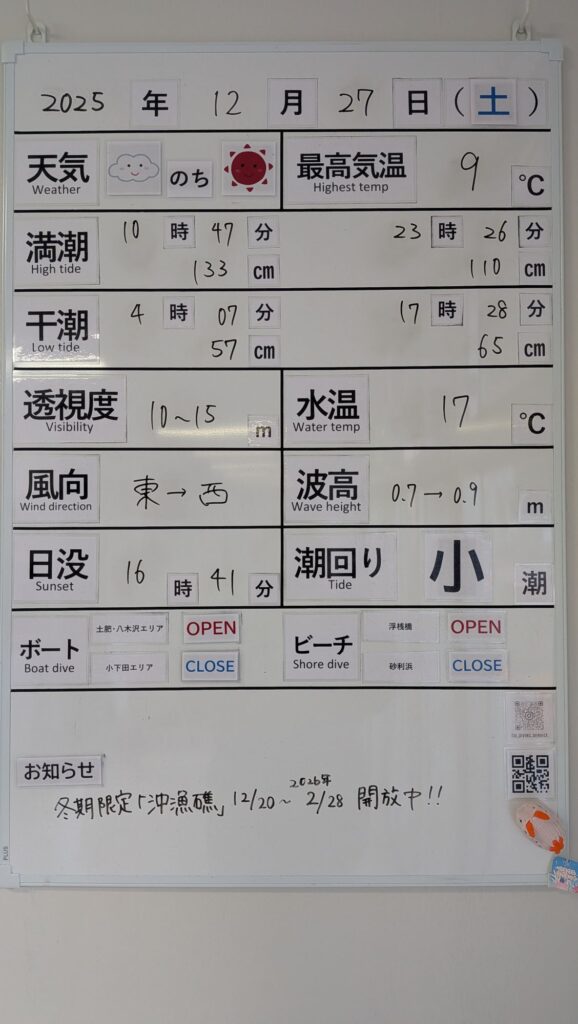 2025 年 12 月 27 日 (土)
天気 のち 最高気温 9 ℃
Weather Highest temp
満潮 10 時 47 分 23 時 26 分
High tide 133 cm 110 cm
干潮 4 時 07 分 17 時 28 分
Low tide 57 cm 65 cm
透視度 10～15 m 水温 17 ℃
Visibility Water temp
風向 東→西 波高 0.7→0.9 m
Wind direction Wave height
日没 16 時 41 分 潮回り 小 潮
Sunset Tide
ボート 土肥・八木沢エリア OPEN ビーチ 浮桟橋 OPEN
Boat dive 小下田エリア CLOSE Shore dive 砂利浜 CLOSE
お知らせ
2026年
冬期限定「沖漁礁」12/20～2/28 開放中!!
PLUS